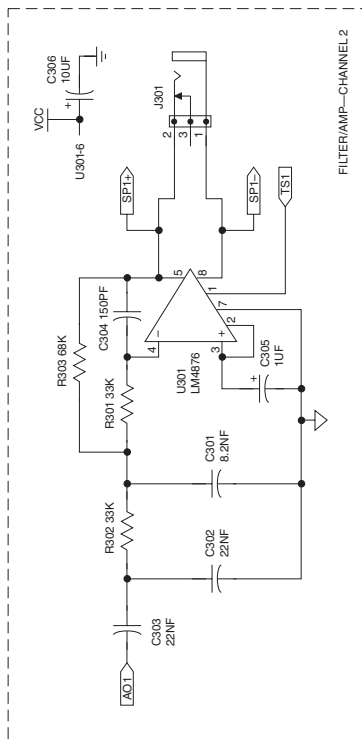 C306
10UF
+
VCC
U301-6
J301
2
3
1
SP1+
SP1–
TS1
R303 68K
C304 150PF
5
8
1
7
2
4
–
+
3
U301
LM4876
R301 33K
C305
1UF
+
R302 33K
C301
8.2NF
C302
22NF
C303
22NF
AO1
FILTER/AMP—CHANNEL 2